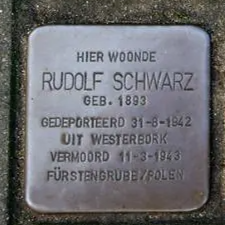 HIER WOONDE
RUDOLF SCHWARZ
GEB. 1893
GEDEPORTEERD 31-8-1942
UIT WESTERBORK
VERMOORD 11-3-1943
FÜRSTENGRUBE/POLEN